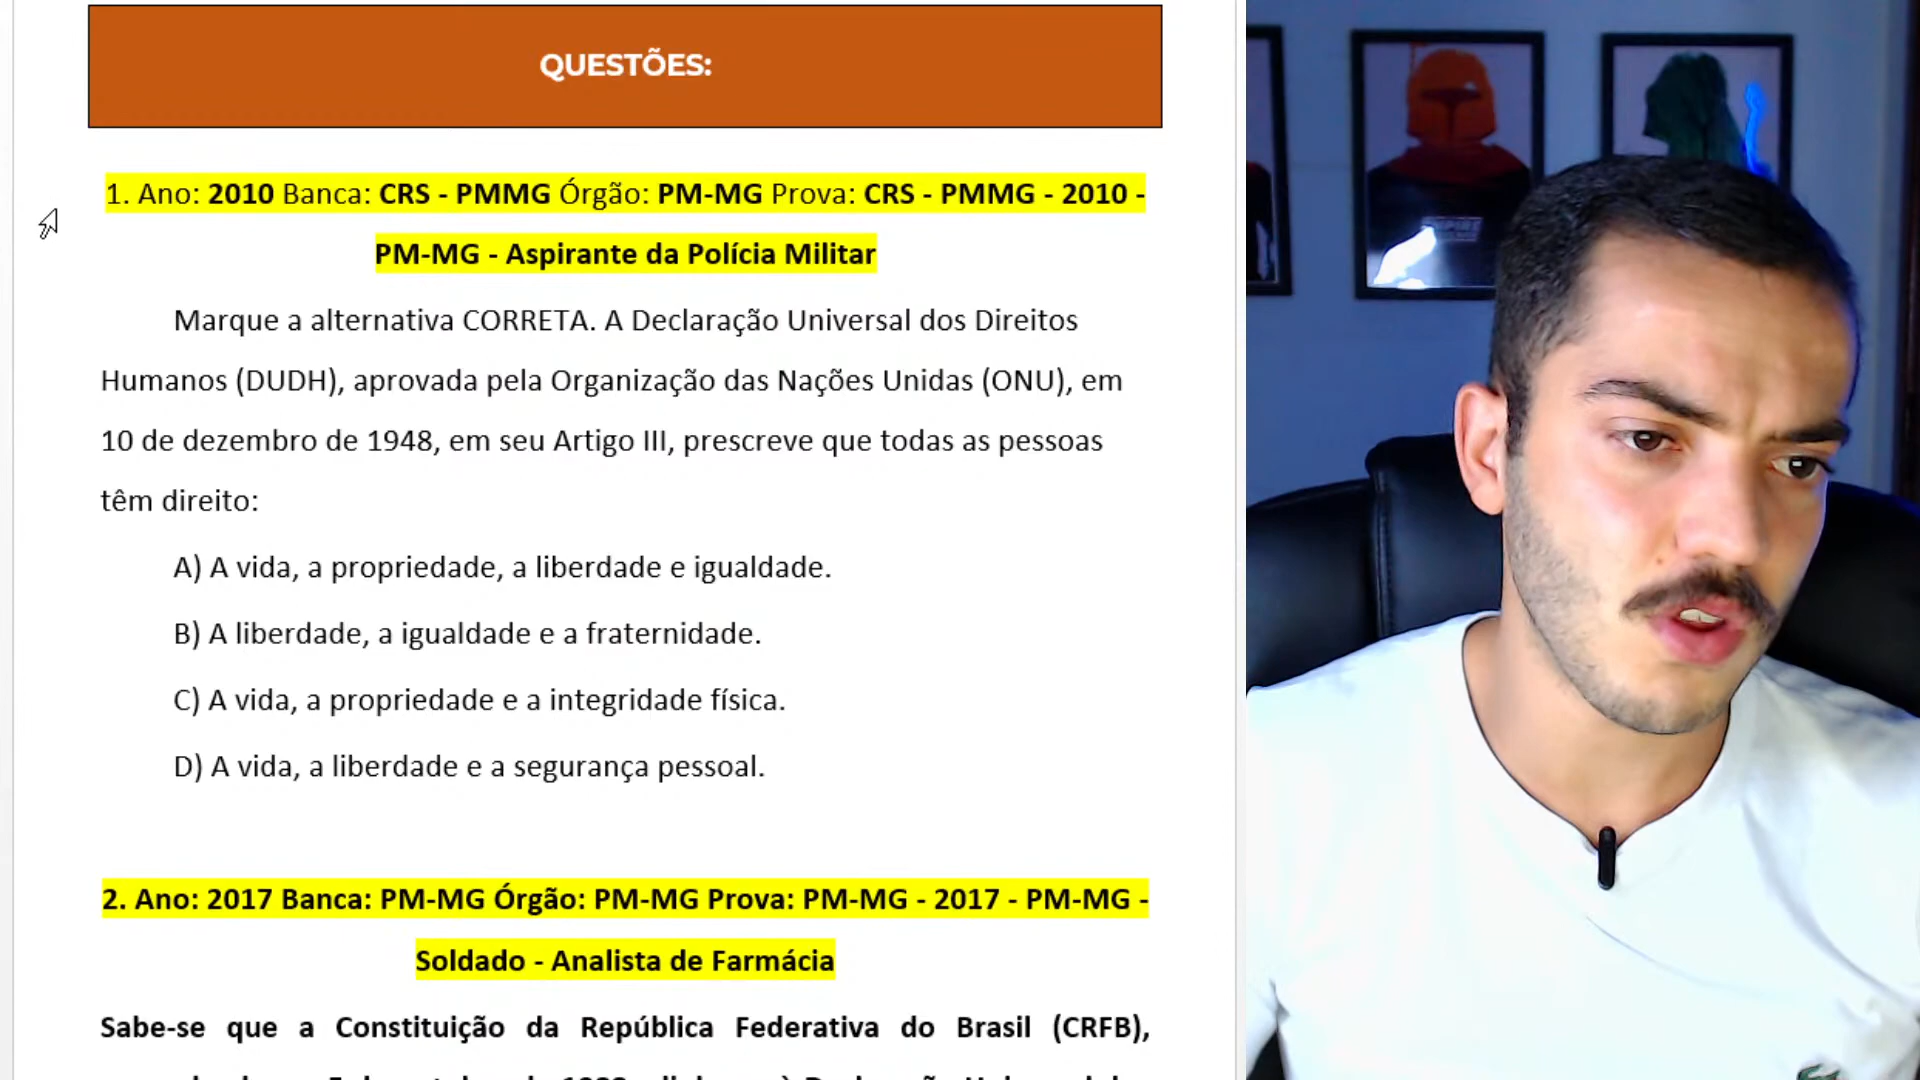 QUESTÕES:
1. Ano: 2010 Banca: CRS - PMMG Órgão: PM-MG Prova: CRS - PMMG - 2010 -
PM-MG - Aspirante da Polícia Militar
Marque a alternativa CORRETA. A Declaração Universal dos Direitos
Humanos (DUDH), aprovada pela Organização das Nações Unidas (ONU), em
10 de dezembro de 1948, em seu Artigo III, prescreve que todas as pessoas
têm direito:
A) A vida, a propriedade, a liberdade e igualdade.
B) A liberdade, a igualdade e a fraternidade.
C) A vida, a propriedade e a integridade física.
D) A vida, a liberdade e a segurança pessoal.
2. Ano: 2017 Banca: PM-MG Órgão: PM-MG Prova: PM-MG - 2017 - PM-MG -
Soldado - Analista de Farmácia
Sabe-se que a Constituição da República Federativa do Brasil (CRFB),